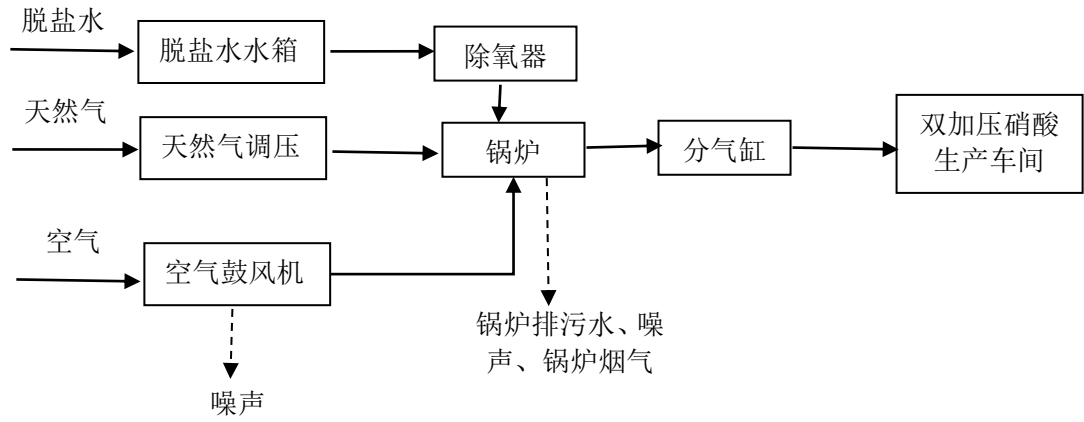 脱盐水
脱盐水水箱
除氧器
天然气
天然气调压
锅炉
分气缸
双加压硝酸
生产车间
空气
空气鼓风机
锅炉排污水、噪
声、锅炉烟气
噪声